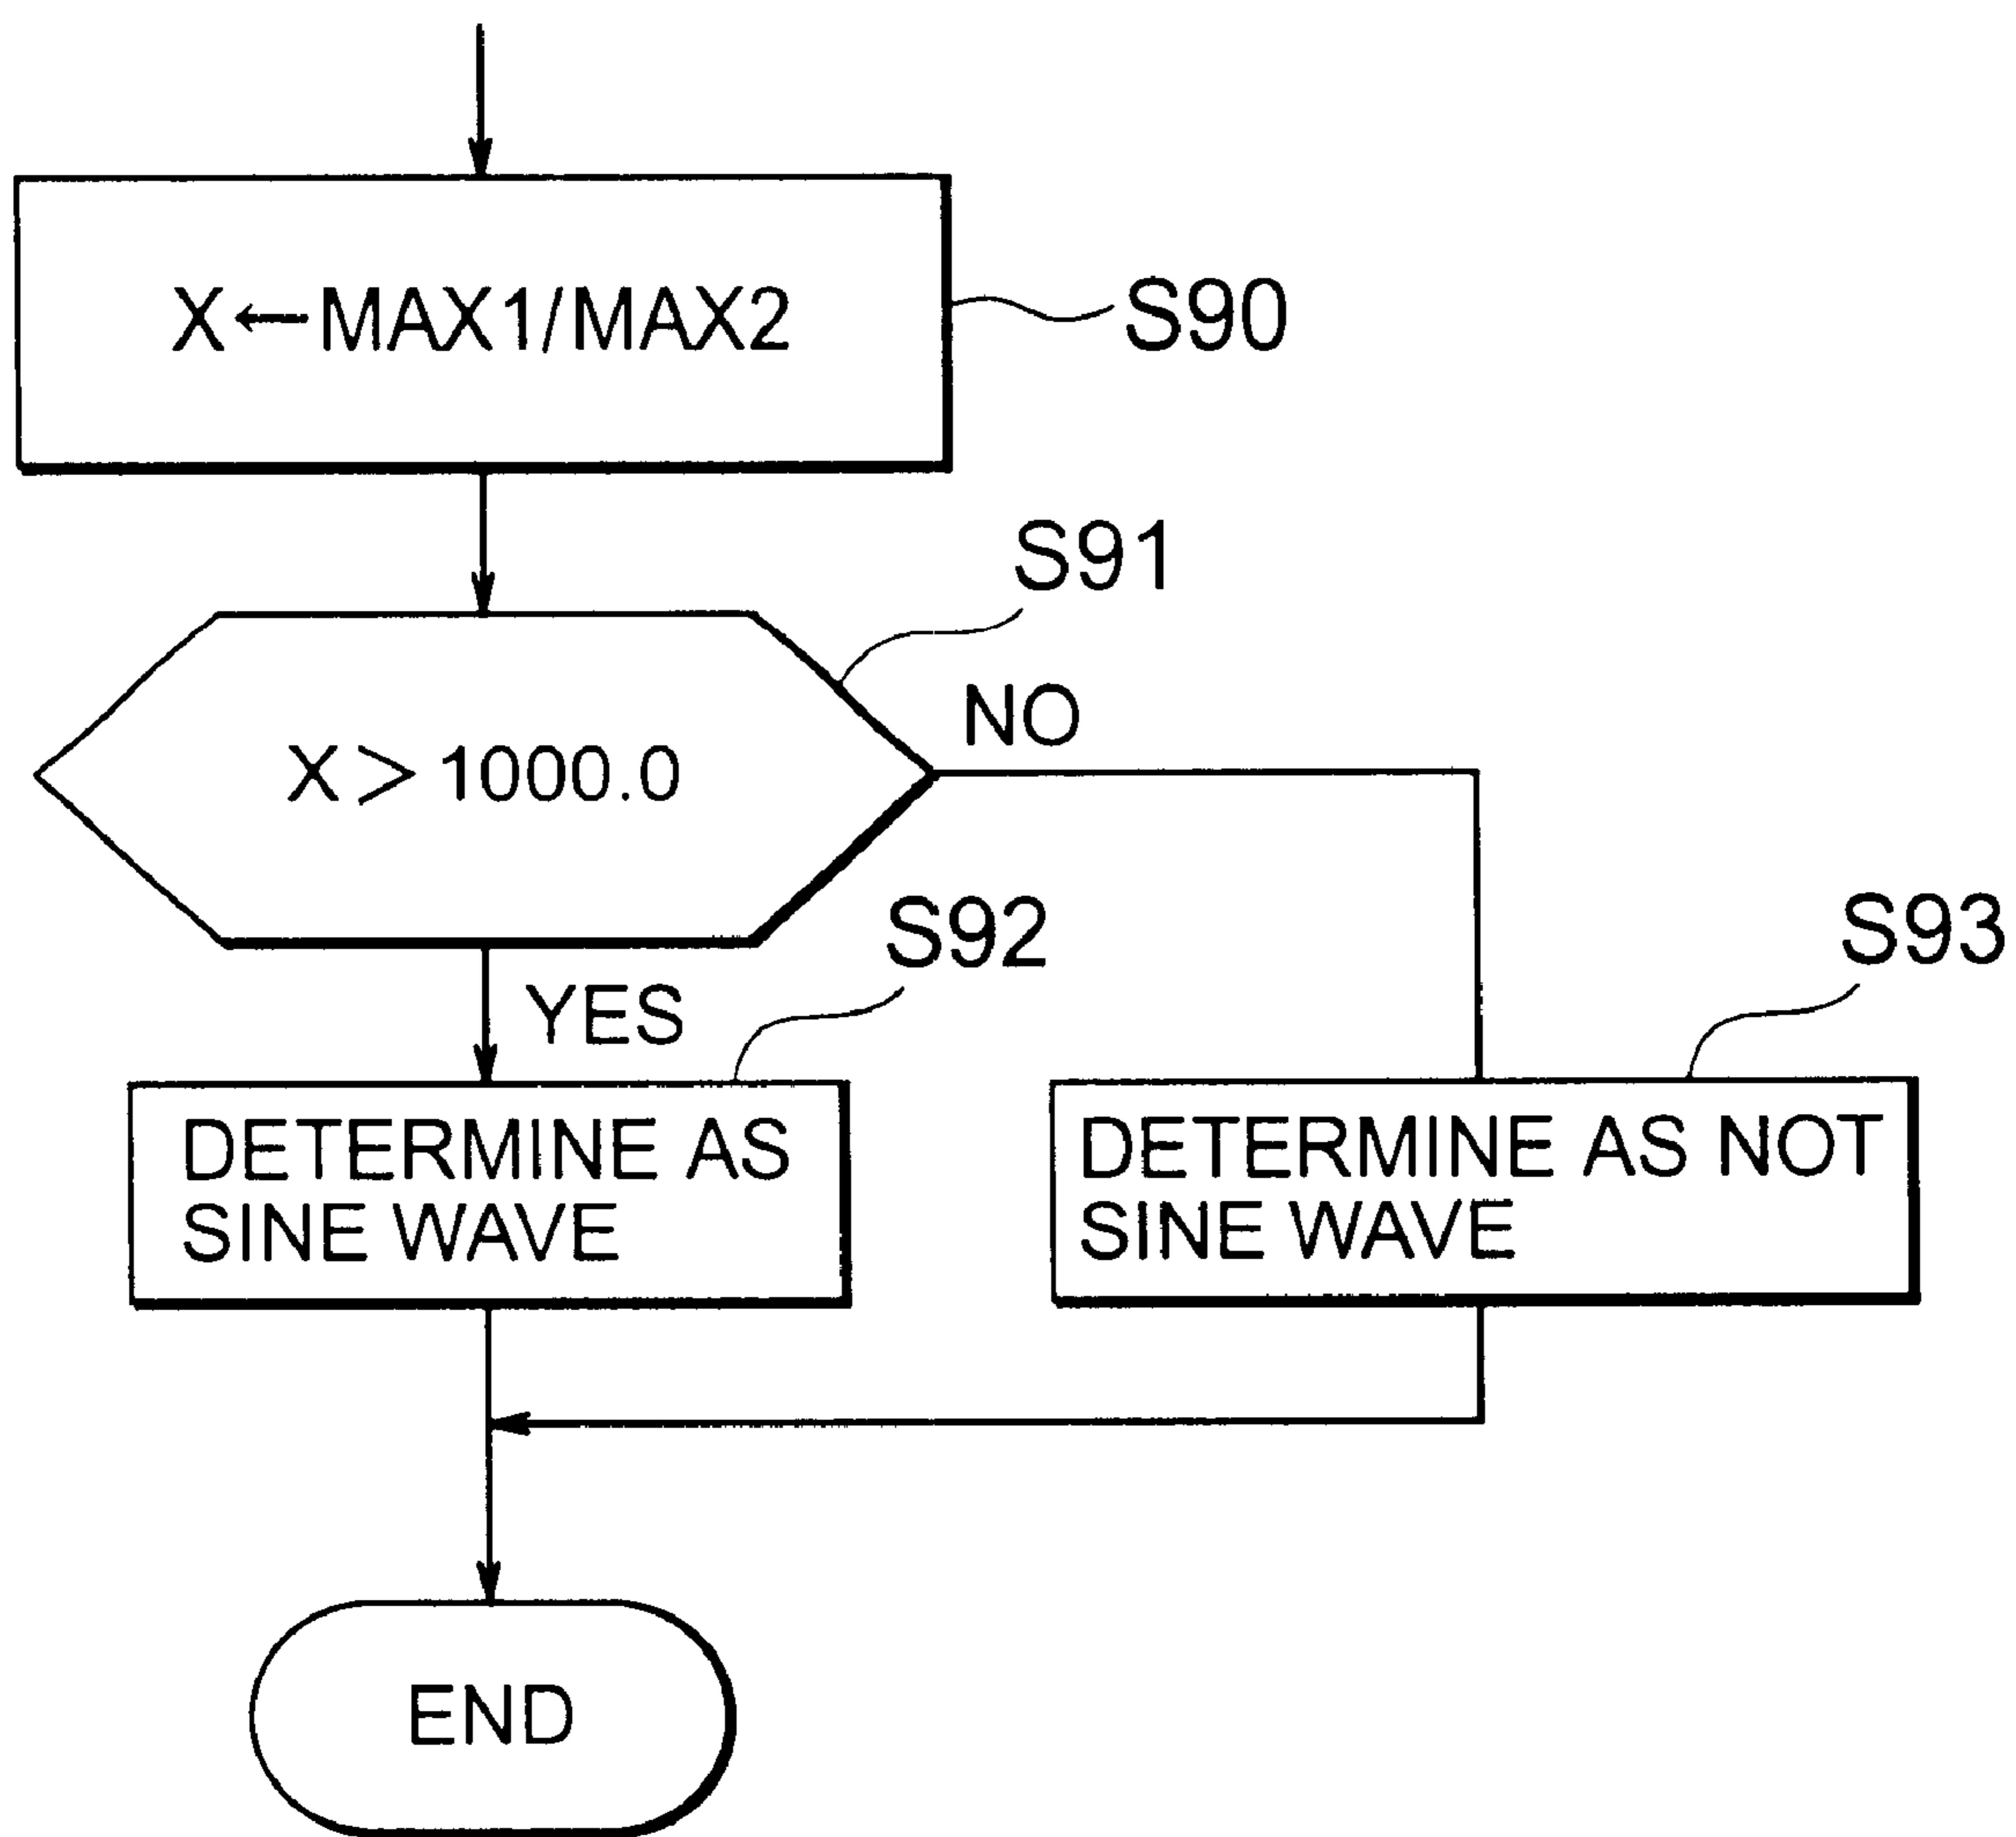 X←MAX1/MAX2
S90
S91
X>1000.0
NO
YES
S92
S93
DETERMINE AS
SINE WAVE
DETERMINE AS NOT
SINE WAVE
END